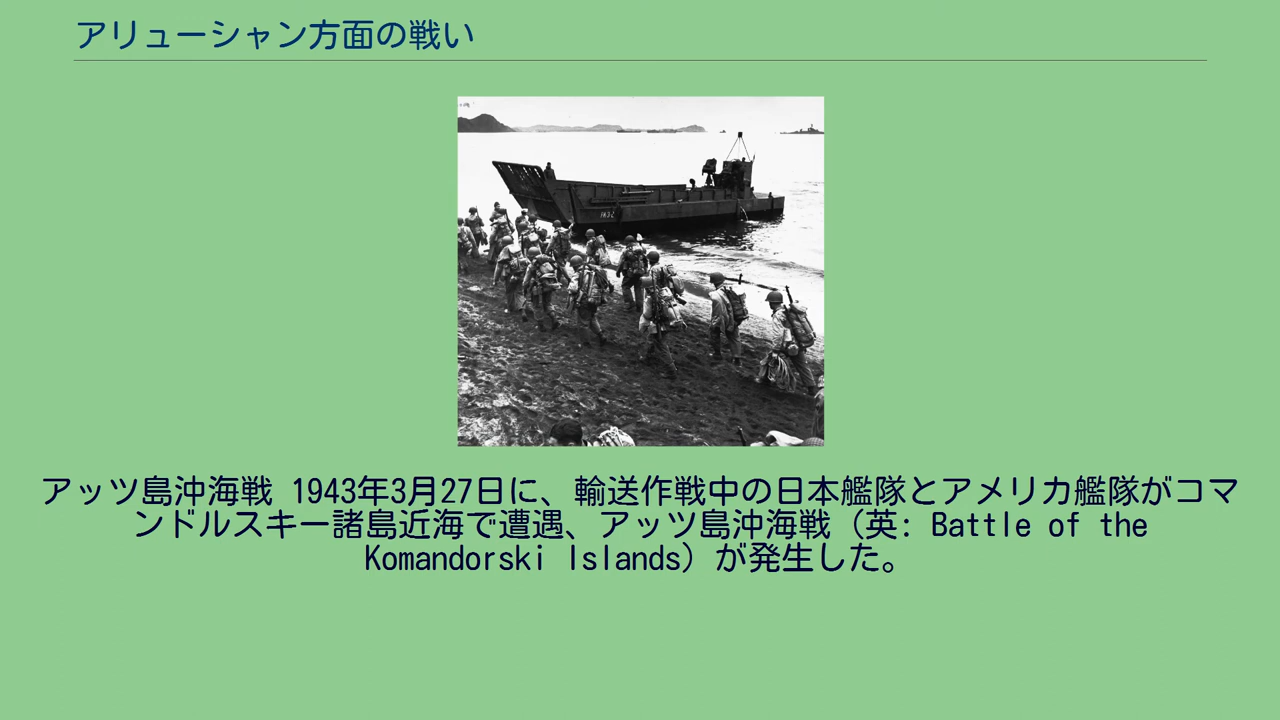 アリューシャン方面の戦い
アッツ島沖海戦 1943年3月27日に、輸送作戦中の日本艦隊とアメリカ艦隊がコマ
ンドルスキー諸島近海で遭遇、アッツ島沖海戦（英: Battle of the
Komandorski Islands）が発生した。